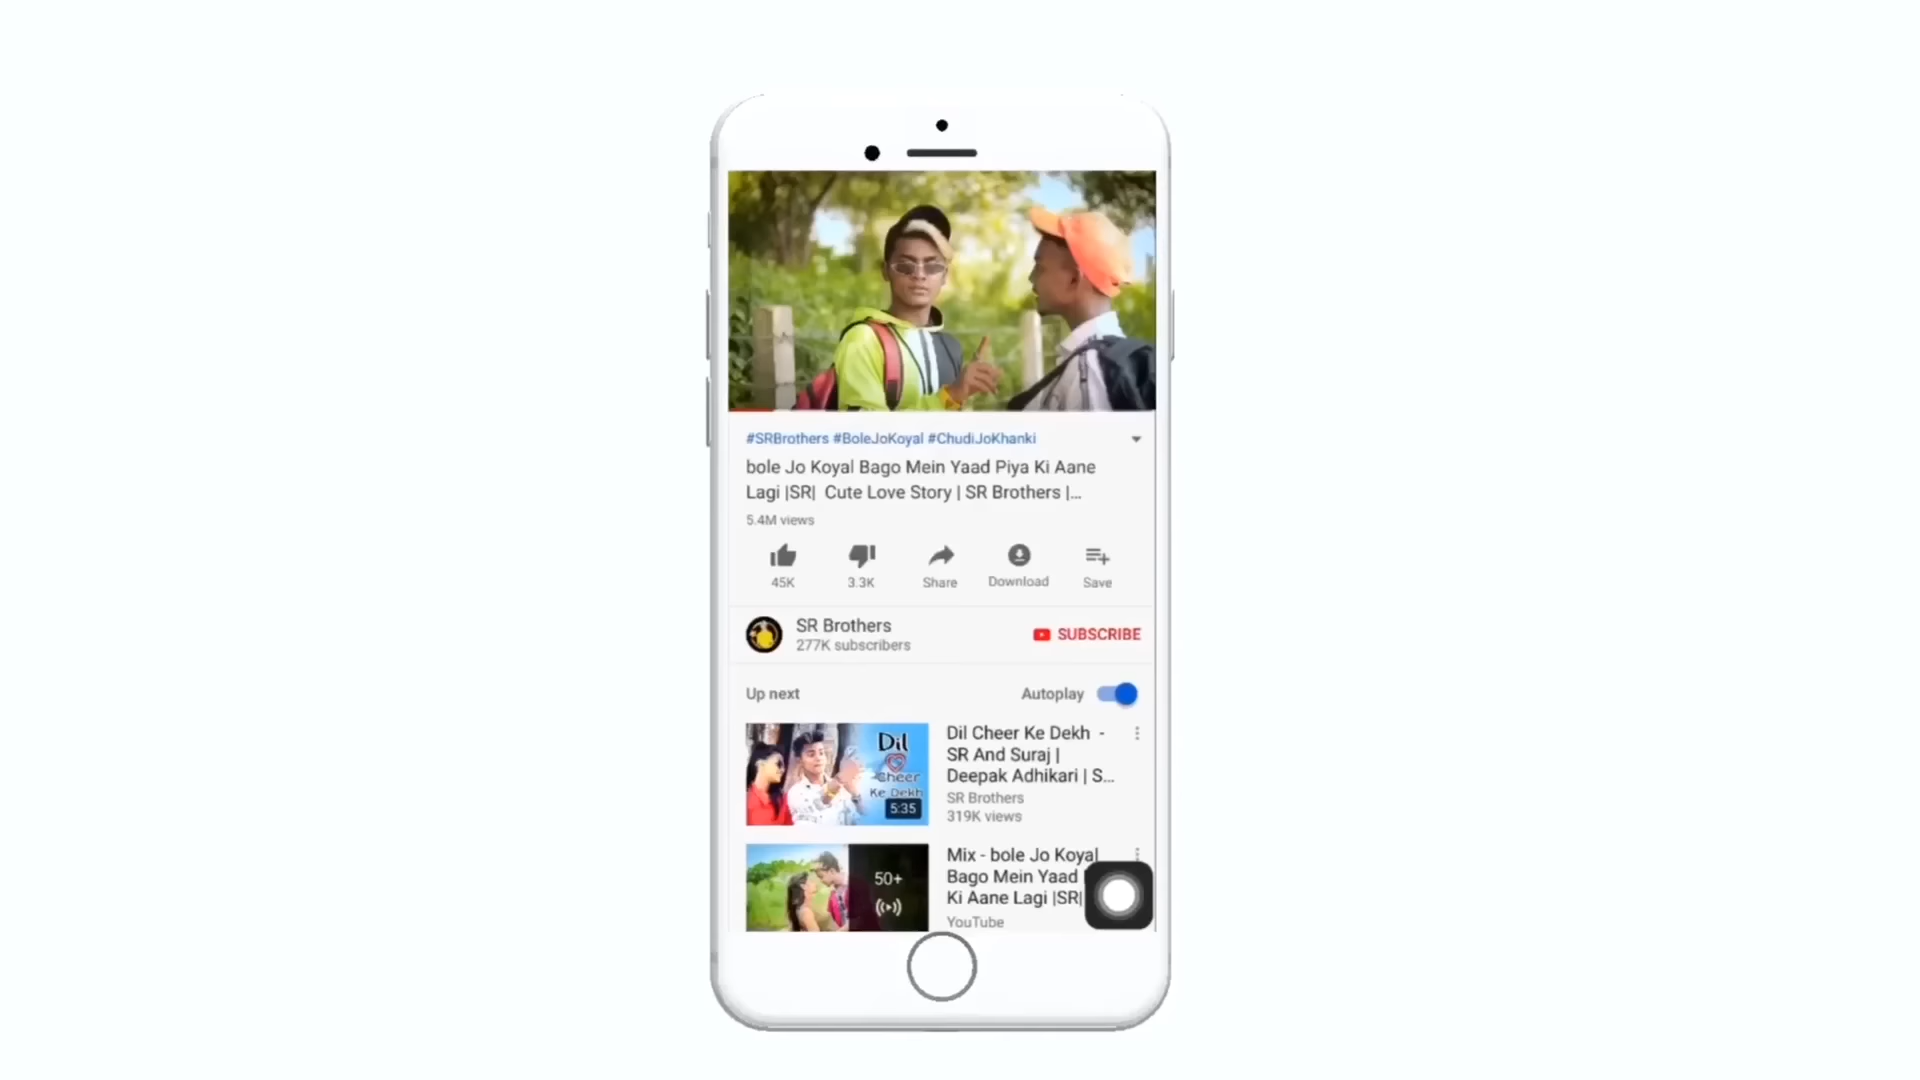 #SRBrothers #BoleJoKoyal #ChudiJoKhanki
bole Jo Koyal Bago Mein Yaad Piya Ki Aane
Lagi |SR| Cute Love Story | SR Brothers |...
5.4M views
45K
3.3K
Share
Download
Save
SR Brothers
277K subscribers
SUBSCRIBE
Up next
Autoplay
Dil
Cheer
Ke Dekh
5:35
Dil Cheer Ke Dekh -
SR And Suraj |
Deepak Adhikari | S...
SR Brothers
319K views
50+
Mix - bole Jo Koyal
Bago Mein Yaad
Ki Aane Lagi |SR|
YouTube